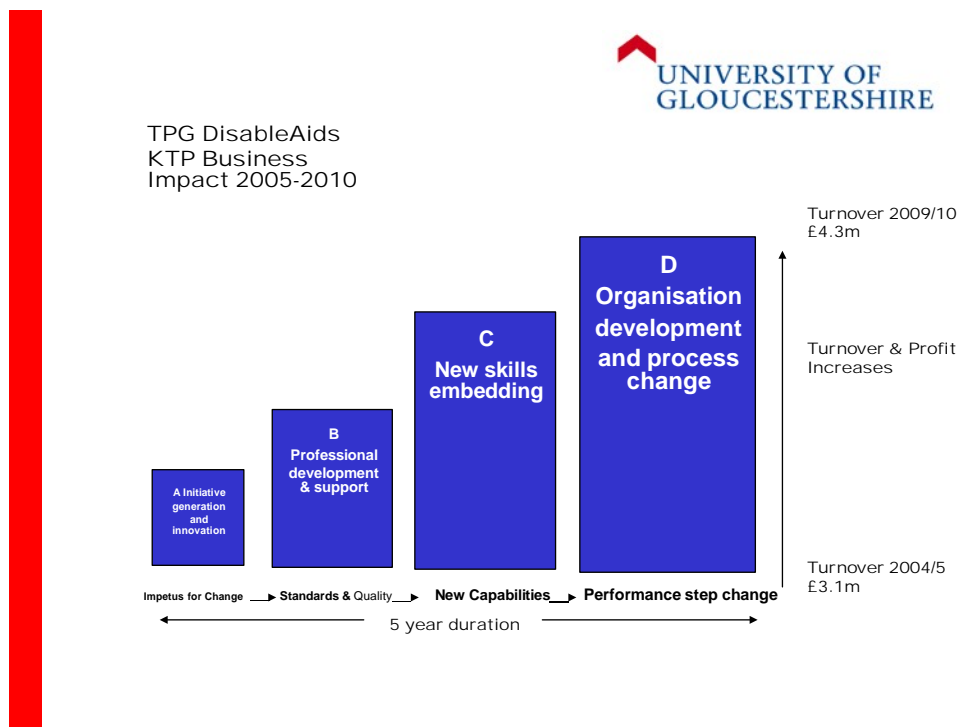 UNIVERSITY OF
GLOUCESTERSHIRE
TPG DisableAids
KTP Business
Impact 2005-2010
Turnover 2009/10
£4.3m
D
Organisation
development
and process
change
C
New skills
embedding
Turnover & Profit
Increases
B
Professional
development
& support
A Initiative
generation
and
innovation
Turnover 2004/5
£3.1m
Impetus for Change
Standards & Quality
New Capabilities
Performance step change
5 year duration